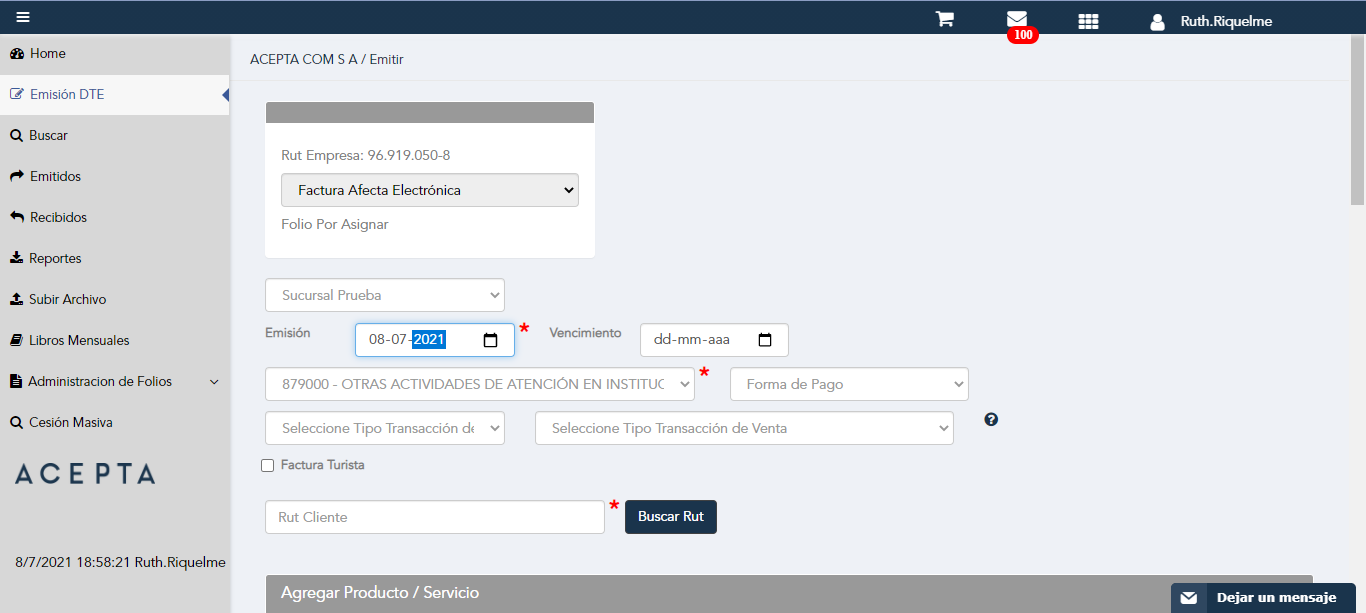 100
Ruth.Riquelme
Home
Emisión DTE
Buscar
Emitidos
Recibidos
Reportes
Subir Archivo
Libros Mensuales
Administracion de Folios
Cesión Masiva
ACEPTA
8/7/2021 18:58:21 Ruth.Riquelme
ACEPTA COM S A / Emitir
Rut Empresa: 96.919.050-8
Factura Afecta Electrónica
Folio Por Asignar
Sucursal Prueba
Emisión 08-07-2021 * Vencimiento dd-mm-aaa
879000 - OTRAS ACTIVIDADES DE ATENCIÓN EN INSTITUC * Forma de Pago
Seleccione Tipo Transacción de Seleccione Tipo Transacción de Venta ?
Factura Turista
Rut Cliente * Buscar Rut
Agregar Producto / Servicio
Dejar un mensaje